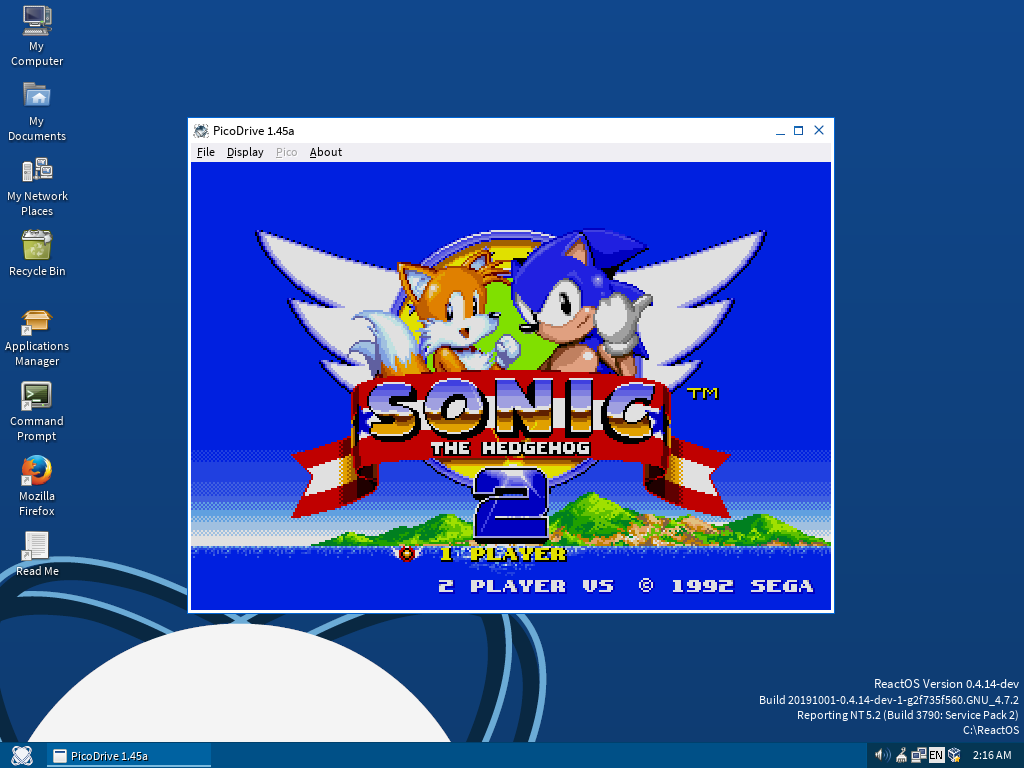 My
Computer
My
Documents
My Network
Places
Recycle Bin
Applications
Manager
Command
Prompt
Mozilla
Firefox
Read Me
PicoDrive 1.45a
File Display Pico About
SONIC
TM
THE HEDGEHOG
2
1 PLAYER
2 PLAYER VS © 1992 SEGA
ReactOS Version 0.4.14-dev
Build 20191001-0.4.14-dev-1-g2f735f560.GNU_4.7.2
Reporting NT 5.2 (Build 3790: Service Pack 2)
C:\ReactOS
PicoDrive 1.45a
EN
2:16 AM